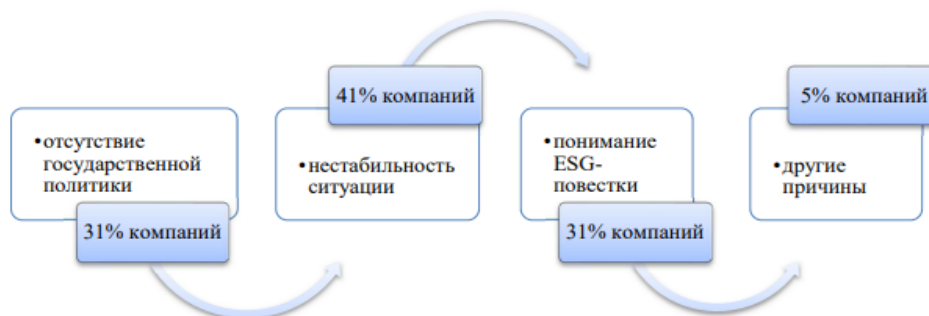 •отсутствие
государственной
политики
31% компаний
41% компаний
•нестабильность
ситуации
•понимание
ESG-
повестки
31% компаний
5% компаний
•другие
причины